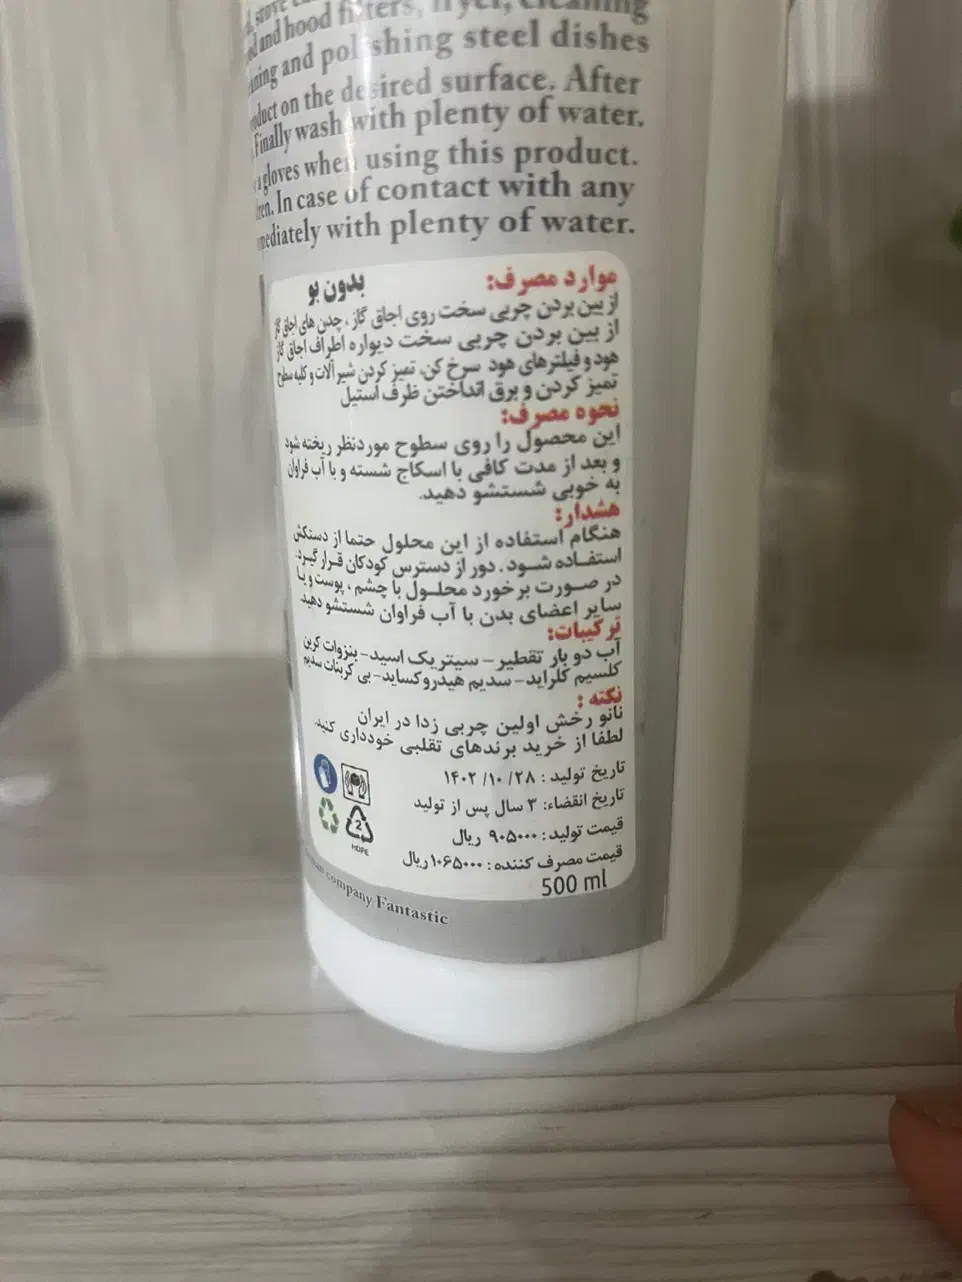 and hood filters, fryer, cleaning
and polishing steel dishes
product on the desired surface. After
Finally wash with plenty of water.
gloves when using this product.
In case of contact with any
immediately with plenty of water.
موارد مصرف: بدون بو
از بین بردن چربی سخت روی اجاق گاز ، چدن های اجاق گاز
از بین بردن چربی سخت دیواره اطراف اجاق گاز
هود و فیلترهای هود سرخ کن، تمیز کردن شیرآلات و کلیه سطوح
تمیز کردن و برق انداختن ظرف استیل
نحوه مصرف:
این محصول را روی سطوح موردنظر ریخته شود
و بعد از مدت کافی با اسکاج شسته و با آب فراوان
به خوبی شستشو دهید.
هشدار:
هنگام استفاده از این محلول حتما از دستکش
استفاده شود. دور از دسترس کودکان قرار گیرد.
در صورت برخورد محلول با چشم ، پوست و یا
سایر اعضای بدن با آب فراوان شستشو دهید
ترکیبات:
آب دو بار تقطیر – سیتریک اسید – بنزوات کربن
کلسیم کلراید – سدیم هیدروکساید – بی کربنات سدیم
نکته :
نانو رخش اولین چربی زدا در ایران
لطفا از خرید برندهای تقلبی خودداری کنید.
تاریخ تولید : ۱۴۰۲/۱۰/۲۸
تاریخ انقضاء: ۳ سال پس از تولید
قیمت تولید : ۹۰۵۰۰۰ ریال
قیمت مصرف کننده : ۱۰۶۵۰۰۰ ریال
500 ml
2
HDPE
company Fantastic